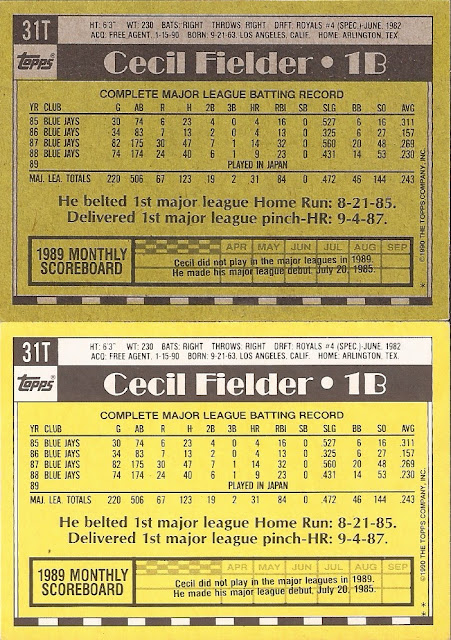 31T
HT: 6'3" WT: 230 BATS: RIGHT THROWS: RIGHT DRFT: ROYALS #4 (SPEC.)-JUNE, 1982
ACQ: FREE AGENT, 1-15-90 BORN: 9-21-63, LOS ANGELES, CALIF. HOME: ARLINGTON, TEX.
topps Cecil Fielder • 1B
COMPLETE MAJOR LEAGUE BATTING RECORD
YR CLUB G AB R H 2B 3B HR RBI SB SLG BB SO AVG
85 BLUE JAYS 30 74 6 23 4 0 4 16 0 .527 6 16 .311
86 BLUE JAYS 34 83 7 13 2 0 4 13 0 .325 6 27 .157
87 BLUE JAYS 82 175 30 47 7 1 14 32 0 .560 20 48 .269
88 BLUE JAYS 74 174 24 40 6 1 9 23 0 .431 14 53 .230
89 PLAYED IN JAPAN
MAJ. LEA. TOTALS 220 506 67 123 19 2 31 84 0 .472 46 144 .243
He belted 1st major league Home Run: 8-21-85.
Delivered 1st major league pinch-HR: 9-4-87.
1989 MONTHLY
SCOREBOARD
APR MAY JUN JUL AUG SEP
Cecil did not play in the major leagues in 1989.
He made his major league debut, July 20, 1985.
©1990 THE TOPPS COMPANY, INC.
31T
HT: 6'3" WT: 230 BATS: RIGHT THROWS: RIGHT DRFT: ROYALS #4 (SPEC.)-JUNE, 1982
ACQ: FREE AGENT, 1-15-90 BORN: 9-21-63, LOS ANGELES, CALIF. HOME: ARLINGTON, TEX.
topps Cecil Fielder • 1B
COMPLETE MAJOR LEAGUE BATTING RECORD
YR CLUB G AB R H 2B 3B HR RBI SB SLG BB SO AVG
85 BLUE JAYS 30 74 6 23 4 0 4 16 0 .527 6 16 .311
86 BLUE JAYS 34 83 7 13 2 0 4 13 0 .325 6 27 .157
87 BLUE JAYS 82 175 30 47 7 1 14 32 0 .560 20 48 .269
88 BLUE JAYS 74 174 24 40 6 1 9 23 0 .431 14 53 .230
89 PLAYED IN JAPAN
MAJ. LEA. TOTALS 220 506 67 123 19 2 31 84 0 .472 46 144 .243
He belted 1st major league Home Run: 8-21-85.
Delivered 1st major league pinch-HR: 9-4-87.
1989 MONTHLY
SCOREBOARD
APR MAY JUN JUL AUG SEP
Cecil did not play in the major leagues in 1989.
He made his major league debut, July 20, 1985.
©1990 THE TOPPS COMPANY, INC.